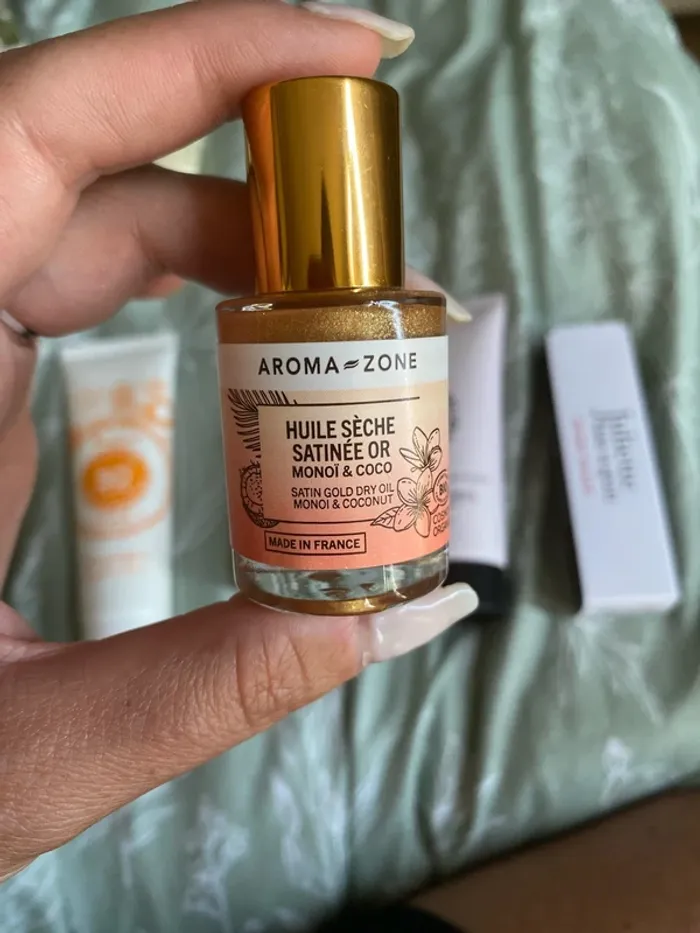 AROMA ZONE
HUILE SÈCHE
SATINÉE OR
MONOÏ & COCO
SATIN GOLD DRY OIL
MONOI & COCONUT
MADE IN FRANCE